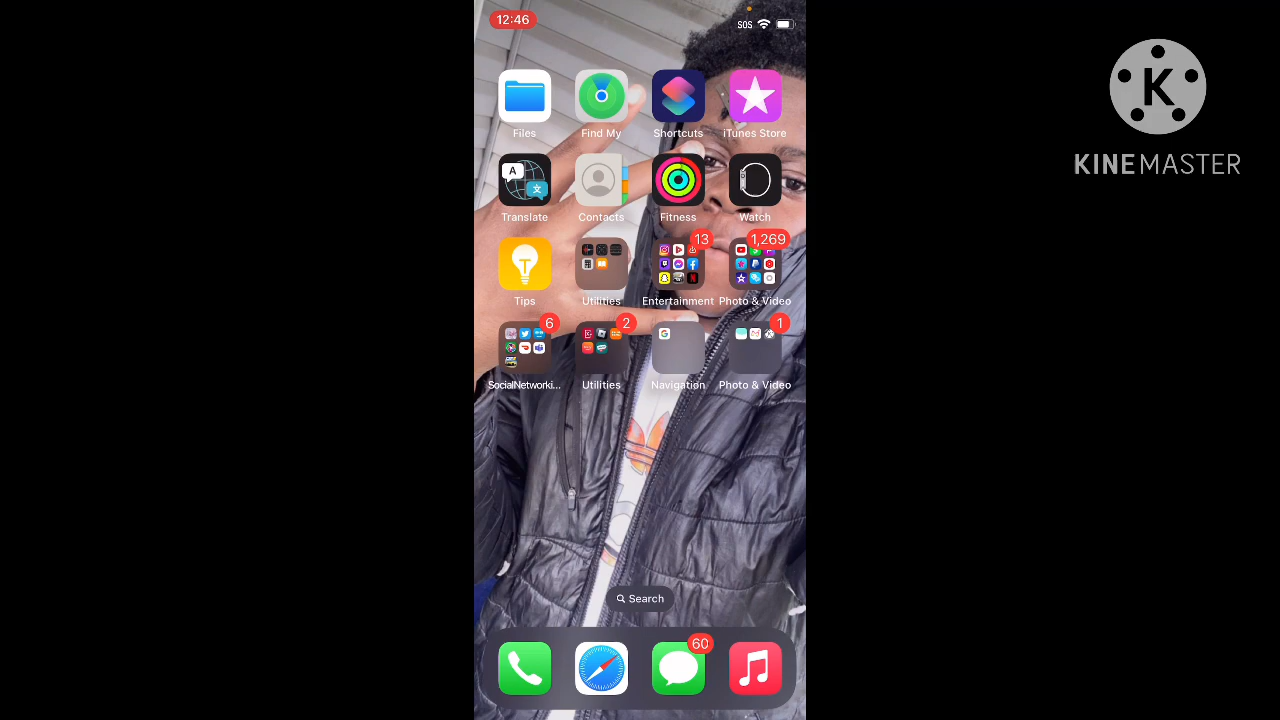 12:46
SOS
K
KINEMASTER
Files
Find My
Shortcuts
iTunes Store
A
文
Translate
Contacts
Fitness
Watch
13
1,269
Tips
Utilities
Entertainment
Photo & Video
6
2
1
SocialNetworki...
Utilities
Navigation
Photo & Video
Search
60